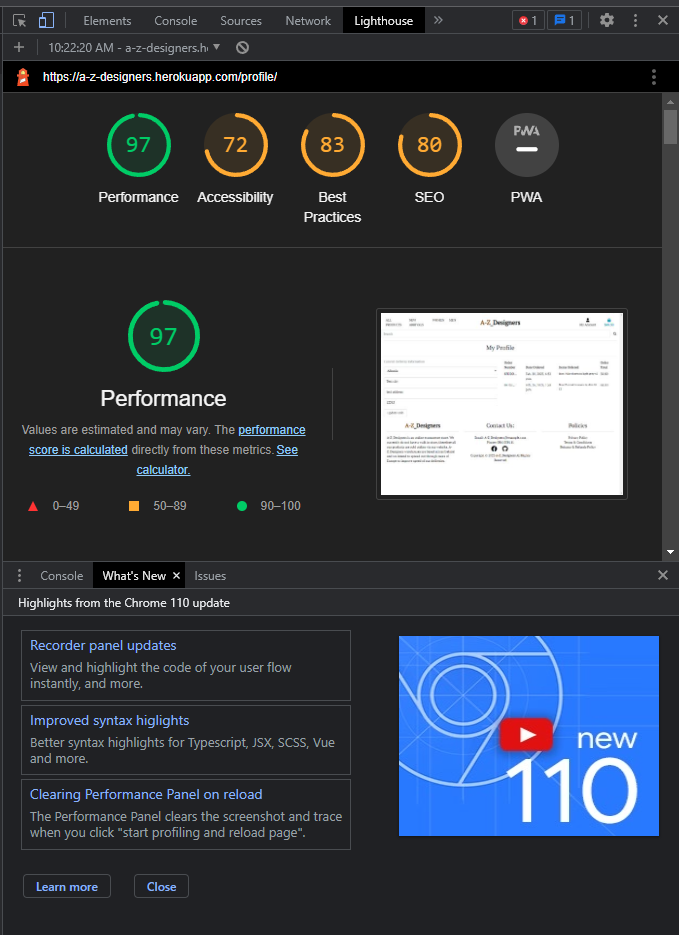 Elements Console Sources Network Lighthouse 1 1
10:22:20 AM - a-z-designers.h
https://a-z-designers.herokuapp.com/profile/
97 72 83 80 PWA
Performance Accessibility Best Practices SEO PWA
97
Performance
Values are estimated and may vary. The performance
score is calculated directly from these metrics. See
calculator.
0–49 50–89 90–100
A-Z_Designers
My Profile
A-Z_Designers Contact Us: Policies
Console What's New Issues
Highlights from the Chrome 110 update
Recorder panel updates
View and highlight the code of your user flow
instantly, and more.
Improved syntax higlights
Better syntax highlights for Typescript, JSX, SCSS, Vue
and more.
Clearing Performance Panel on reload
The Performance Panel clears the screenshot and trace
when you click "start profiling and reload page".
new
110
Learn more Close